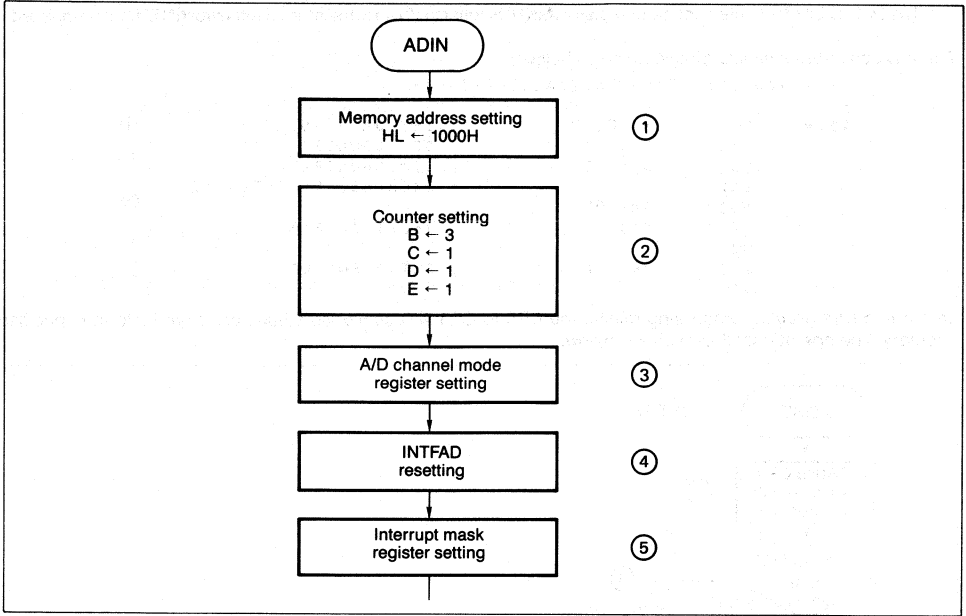 ADIN
Memory address setting
HL ← 1000H
①
Counter setting
B ← 3
C ← 1
D ← 1
E ← 1
②
A/D channel mode
register setting
③
INTFAD
resetting
④
Interrupt mask
register setting
⑤